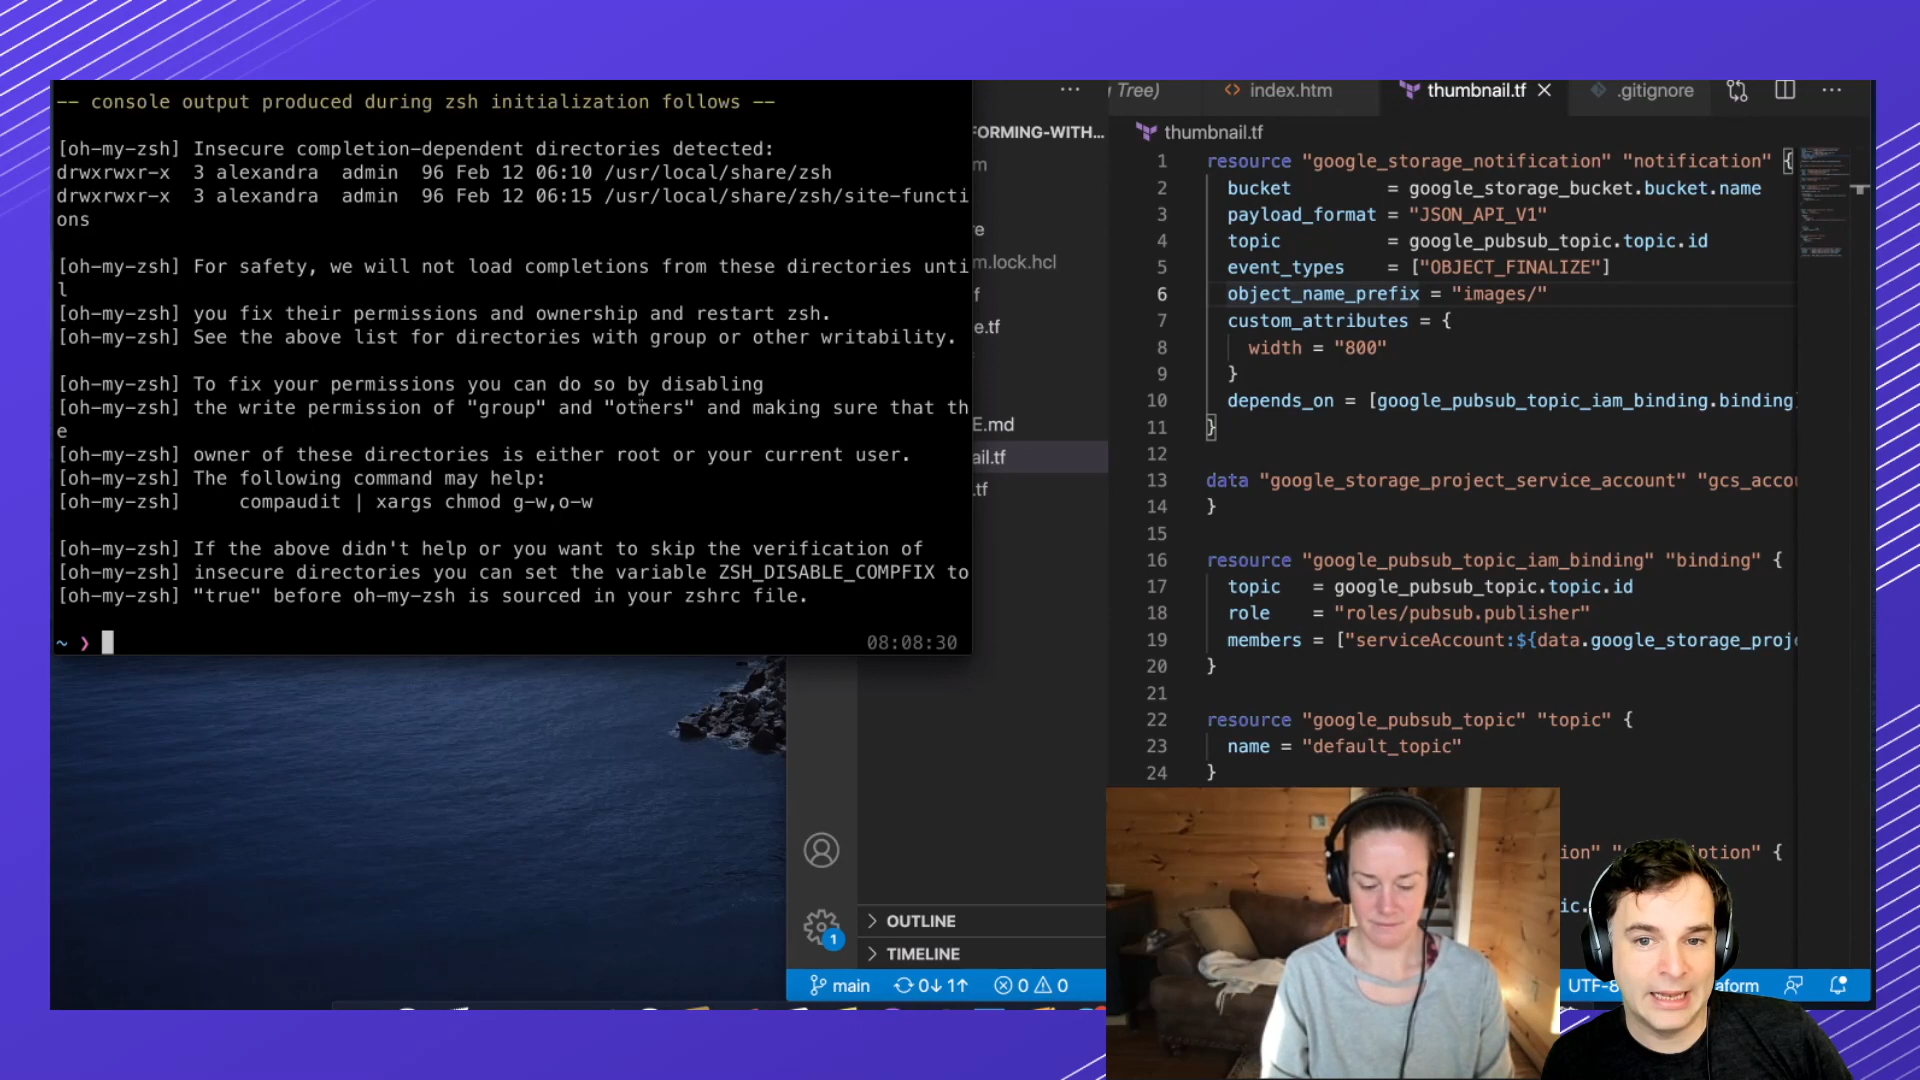 -- console output produced during zsh initialization follows --
[oh-my-zsh] Insecure completion-dependent directories detected:
drwxrwxr-x  3 alexandra  admin  96 Feb 12 06:10 /usr/local/share/zsh
drwxrwxr-x  3 alexandra  admin  96 Feb 12 06:15 /usr/local/share/zsh/site-functi
ons
[oh-my-zsh] For safety, we will not load completions from these directories unti
l
[oh-my-zsh] you fix their permissions and ownership and restart zsh.
[oh-my-zsh] See the above list for directories with group or other writability.
[oh-my-zsh] To fix your permissions you can do so by disabling
[oh-my-zsh] the write permission of "group" and "others" and making sure that th
e
[oh-my-zsh] owner of these directories is either root or your current user.
[oh-my-zsh] The following command may help:
[oh-my-zsh]     compaudit | xargs chmod g-w,o-w
[oh-my-zsh] If the above didn't help or you want to skip the verification of
[oh-my-zsh] insecure directories you can set the variable ZSH_DISABLE_COMPFIX to
[oh-my-zsh] "true" before oh-my-zsh is sourced in your zshrc file.
~ ❯ 08:08:30
FORMING-WITH...
m
re
m.lock.hcl
f
e.tf
E.md
ail.tf
.tf
OUTLINE
TIMELINE
1
main 0↓ 1↑ 0 0
Tree) index.htm thumbnail.tf .gitignore
thumbnail.tf
1 resource "google_storage_notification" "notification" {
2 bucket         = google_storage_bucket.bucket.name
3 payload_format = "JSON_API_V1"
4 topic          = google_pubsub_topic.topic.id
5 event_types    = ["OBJECT_FINALIZE"]
6 object_name_prefix = "images/"
7 custom_attributes = {
8 width = "800"
9 }
10 depends_on = [google_pubsub_topic_iam_binding.binding]
11 }
12
13 data "google_storage_project_service_account" "gcs_accou
14 }
15
16 resource "google_pubsub_topic_iam_binding" "binding" {
17 topic   = google_pubsub_topic.topic.id
18 role    = "roles/pubsub.publisher"
19 members = ["serviceAccount:${data.google_storage_proj
20 }
21
22 resource "google_pubsub_topic" "topic" {
23 name = "default_topic"
24 }
ion" ption" {
ic.
UTF-8 aform